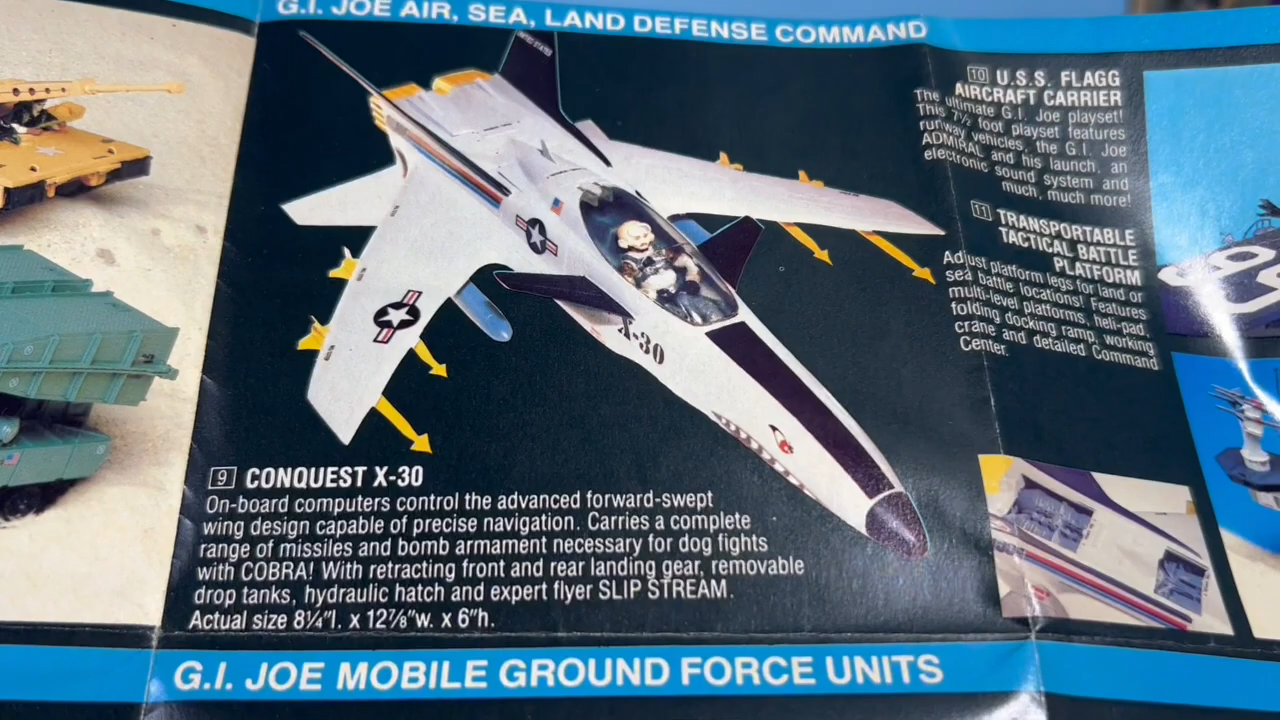 G.I. JOE AIR, SEA, LAND DEFENSE COMMAND
UNITED STATES
X-30
9 CONQUEST X-30
On-board computers control the advanced forward-swept
wing design capable of precise navigation. Carries a complete
range of missiles and bomb armament necessary for dog fights
with COBRA! With retracting front and rear landing gear, removable
drop tanks, hydraulic hatch and expert flyer SLIP STREAM.
Actual size 8¼"l. x 12⅞"w. x 6"h.
10 U.S.S. FLAGG
AIRCRAFT CARRIER
The ultimate G.I. Joe playset!
This 7½ foot playset features
runway vehicles, the G.I. Joe
ADMIRAL and his launch, an
electronic sound system and
much, much more!
11 TRANSPORTABLE
TACTICAL BATTLE
PLATFORM
Adjust platform legs for land or
sea battle locations! Features
multi-level platforms, heli-pad,
folding docking ramp, working
crane and detailed Command
Center.
G.I. JOE MOBILE GROUND FORCE UNITS